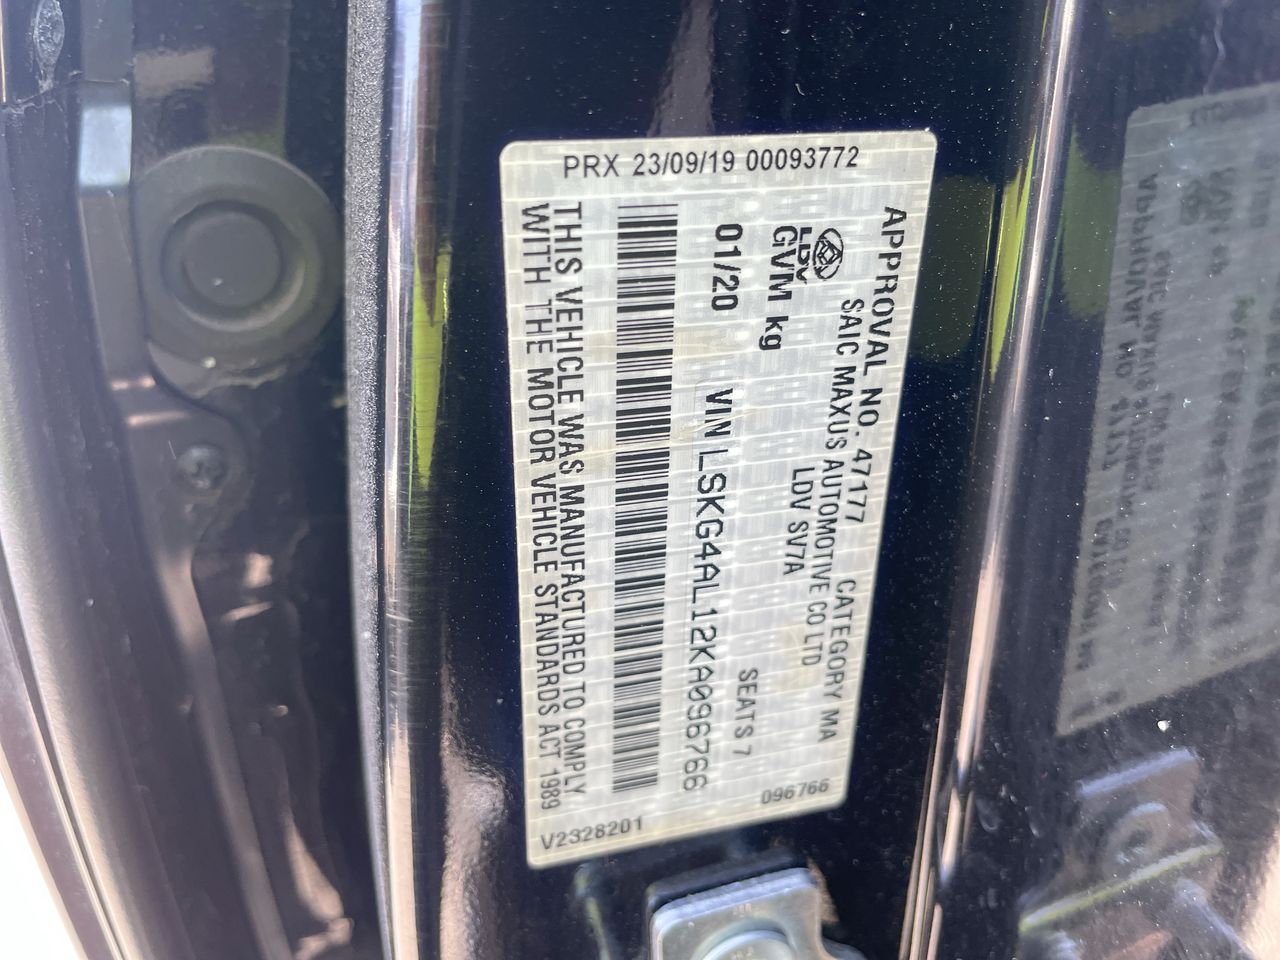 PRX 23/09/19 00093772
APPROVAL NO. 47177 CATEGORY MA
SAIC MAXUS AUTOMOTIVE CO LTD
LDV
LDV SV7A
GVM kg
SEATS 7
01/20 VIN LSKG4AL12KA096766
THIS VEHICLE WAS MANUFACTURED TO COMPLY
WITH THE MOTOR VEHICLE STANDARDS ACT 1989
096766
V2328201